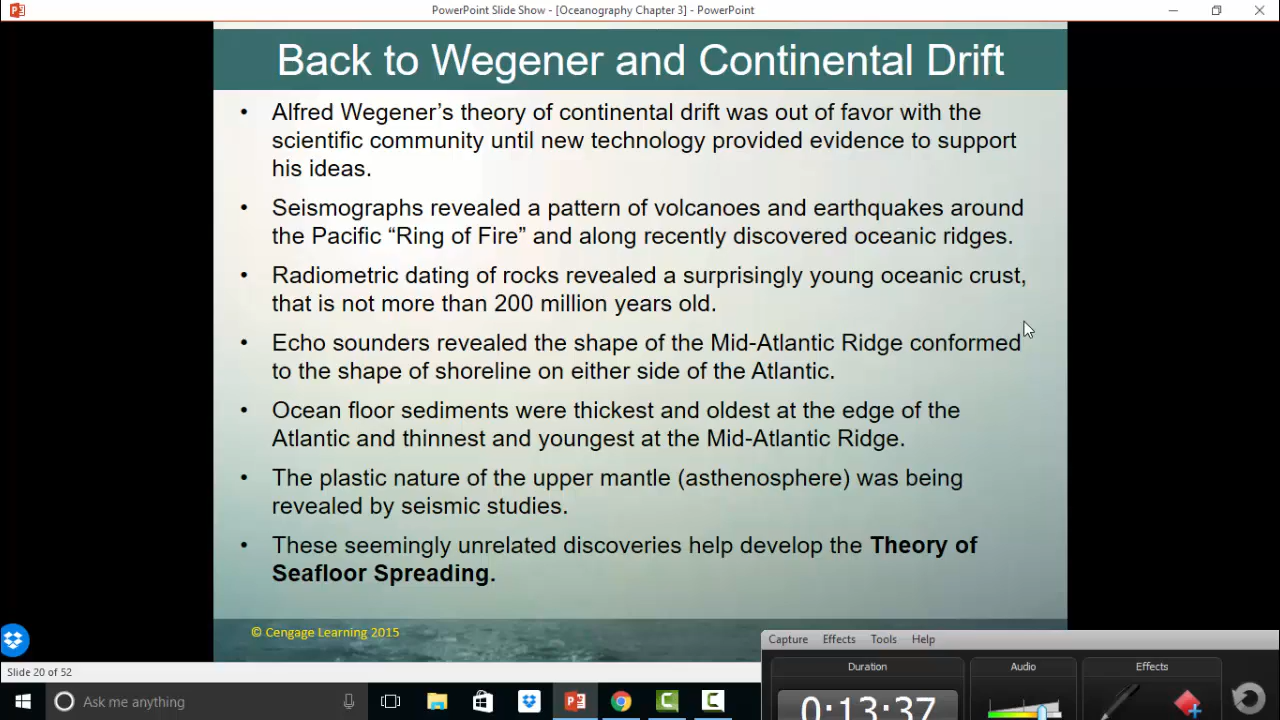 PowerPoint Slide Show - [Oceanography Chapter 3] - PowerPoint
Back to Wegener and Continental Drift
• Alfred Wegener’s theory of continental drift was out of favor with the
scientific community until new technology provided evidence to support
his ideas.
• Seismographs revealed a pattern of volcanoes and earthquakes around
the Pacific “Ring of Fire” and along recently discovered oceanic ridges.
• Radiometric dating of rocks revealed a surprisingly young oceanic crust,
that is not more than 200 million years old.
• Echo sounders revealed the shape of the Mid-Atlantic Ridge conformed
to the shape of shoreline on either side of the Atlantic.
• Ocean floor sediments were thickest and oldest at the edge of the
Atlantic and thinnest and youngest at the Mid-Atlantic Ridge.
• The plastic nature of the upper mantle (asthenosphere) was being
revealed by seismic studies.
• These seemingly unrelated discoveries help develop the Theory of
Seafloor Spreading.
© Cengage Learning 2015
Capture Effects Tools Help
Slide 20 of 52
Duration Audio Effects
0:13:37
Ask me anything